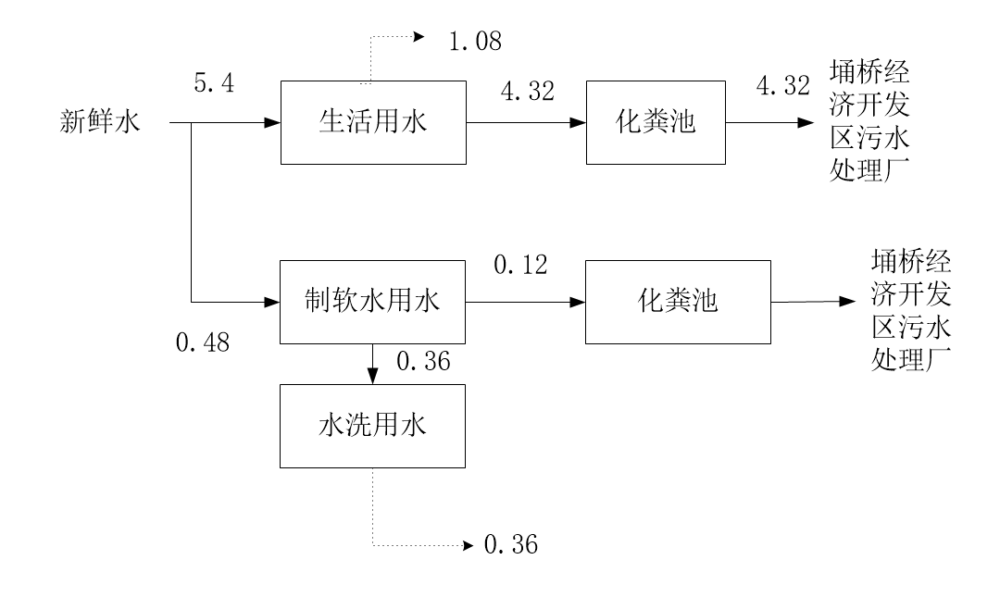 1.08
5.4
4.32
4.32
新鲜水
生活用水
化粪池
埇桥经
济开发
区污水
处理厂
0.48
制软水用水
0.12
化粪池
埇桥经
济开发
区污水
处理厂
0.36
水洗用水
0.36